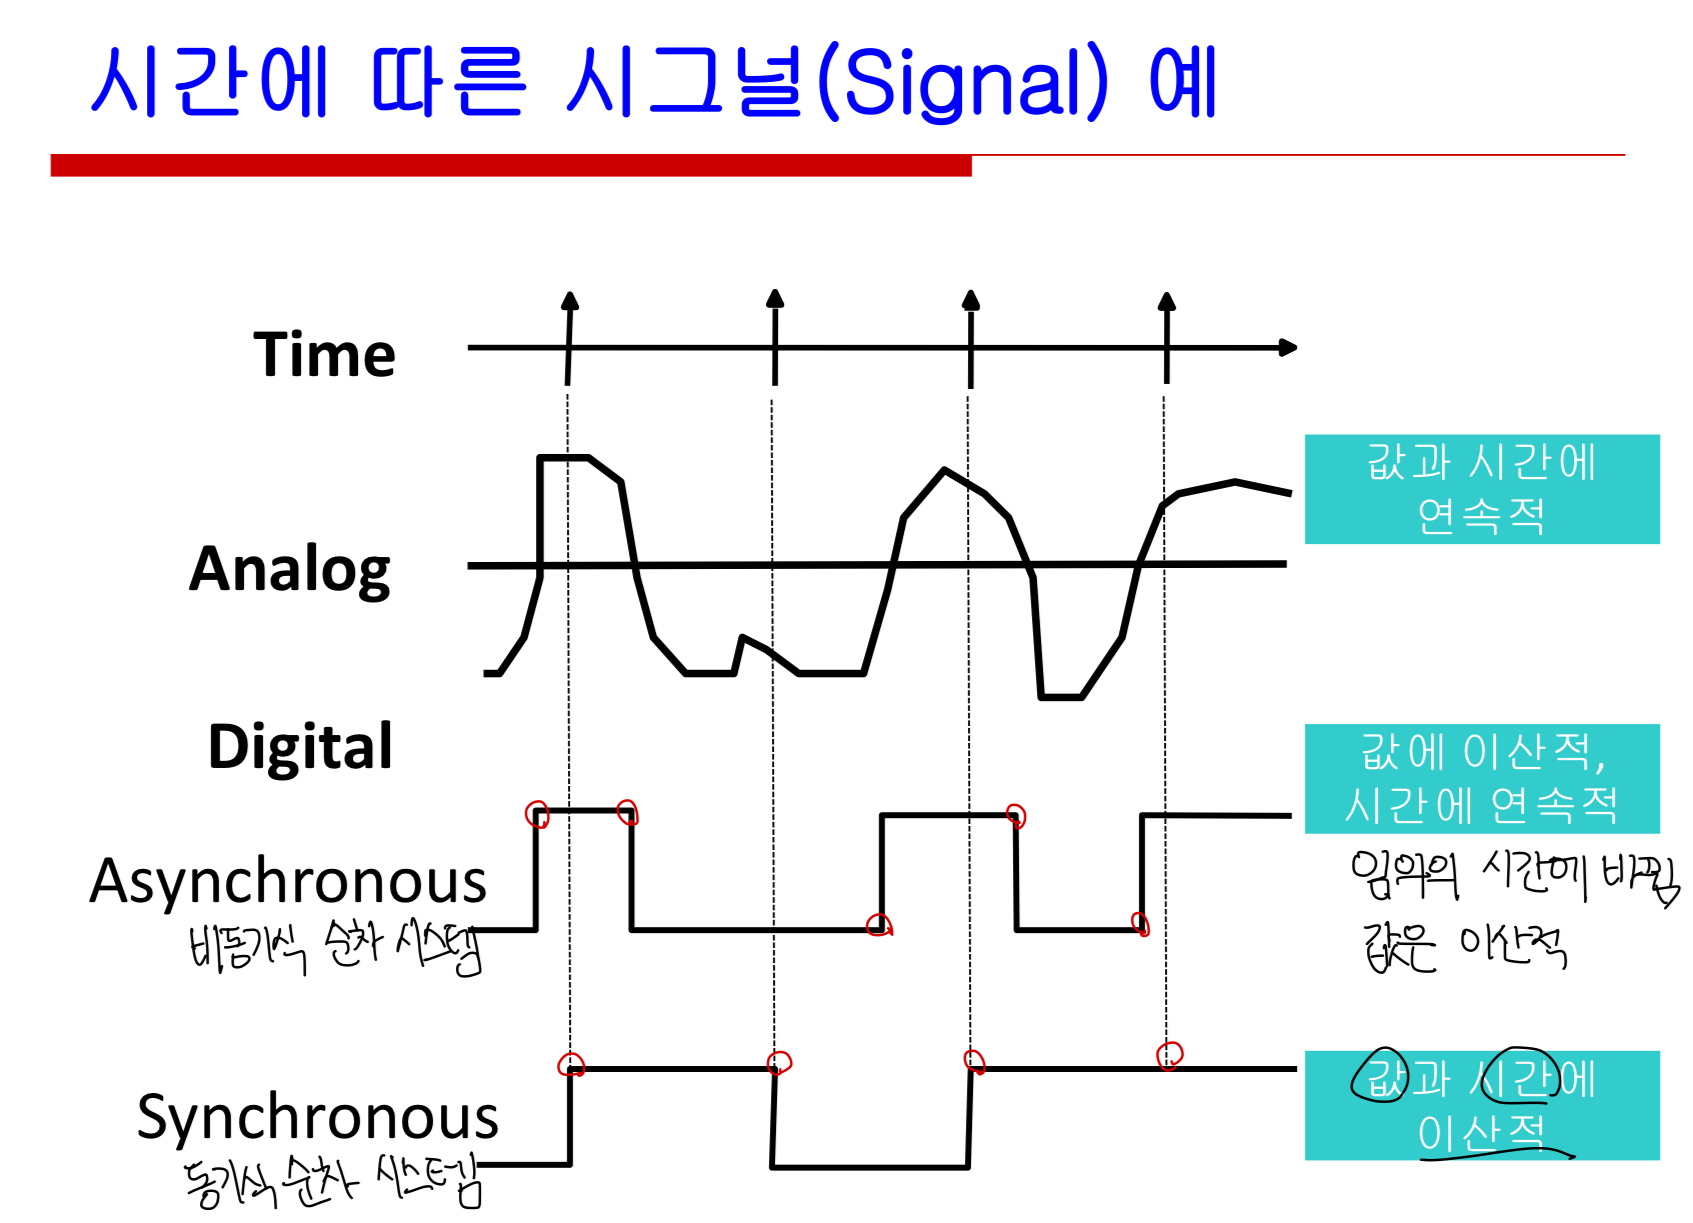 시간에 따른 시그널(Signal) 예
Time
Analog
값과 시간에
연속적
Digital
값에 이산적,
시간에 연속적
Asynchronous
비동기식 순차 시스템
임의의 시간에 바뀜
값은 이산적
Synchronous
동기식 순차 시스템
값과 시간에
이산적